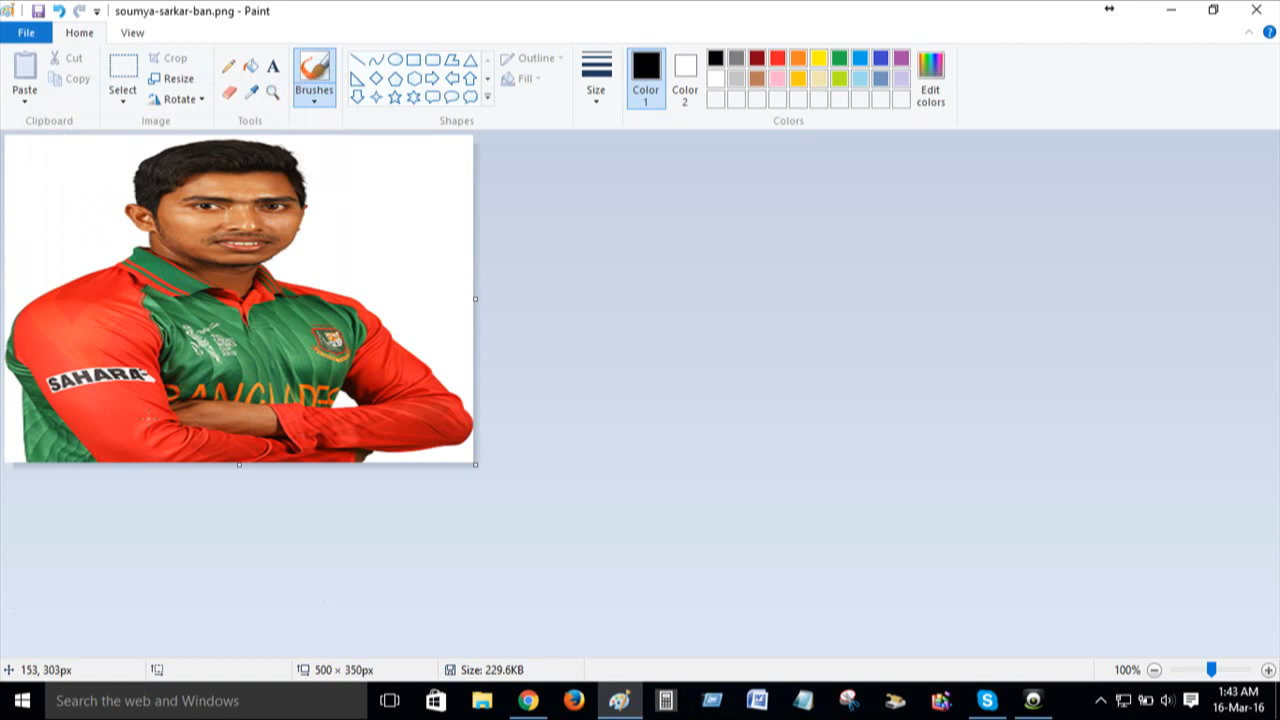 soumya-sarkar-ban.png - Paint
File
Home
View
Paste
Cut
Copy
Clipboard
Select
Crop
Resize
Rotate
Image
Tools
Brushes
Shapes
Outline
Fill
Size
Color 1
Color 2
Edit colors
Colors
SAHARA
BANGLADES
153, 303px
500 × 350px
Size: 229.6KB
100%
Search the web and Windows
1:43 AM
16-Mar-16